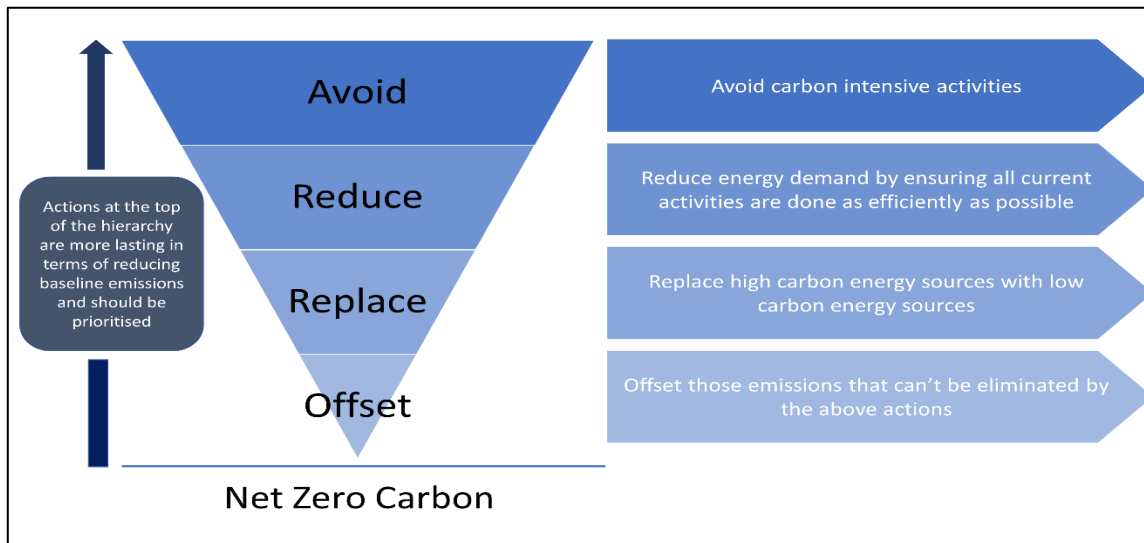 Avoid
Avoid carbon intensive activities
Reduce
Reduce energy demand by ensuring all current
activities are done as efficiently as possible
Actions at the top
of the hierarchy
are more lasting in
terms of reducing
baseline emissions
and should be
prioritised
Replace
Replace high carbon energy sources with low
carbon energy sources
Offset
Offset those emissions that can’t be eliminated by
the above actions
Net Zero Carbon